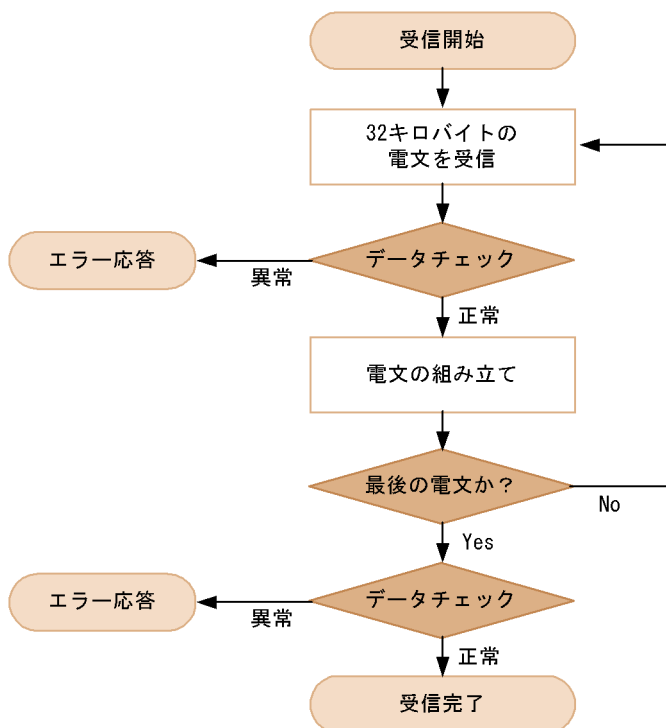 受信開始
32キロバイトの
電文を受信
データチェック
エラー応答
異常
正常
電文の組み立て
最後の電文か？
No
Yes
データチェック
エラー応答
異常
正常
受信完了